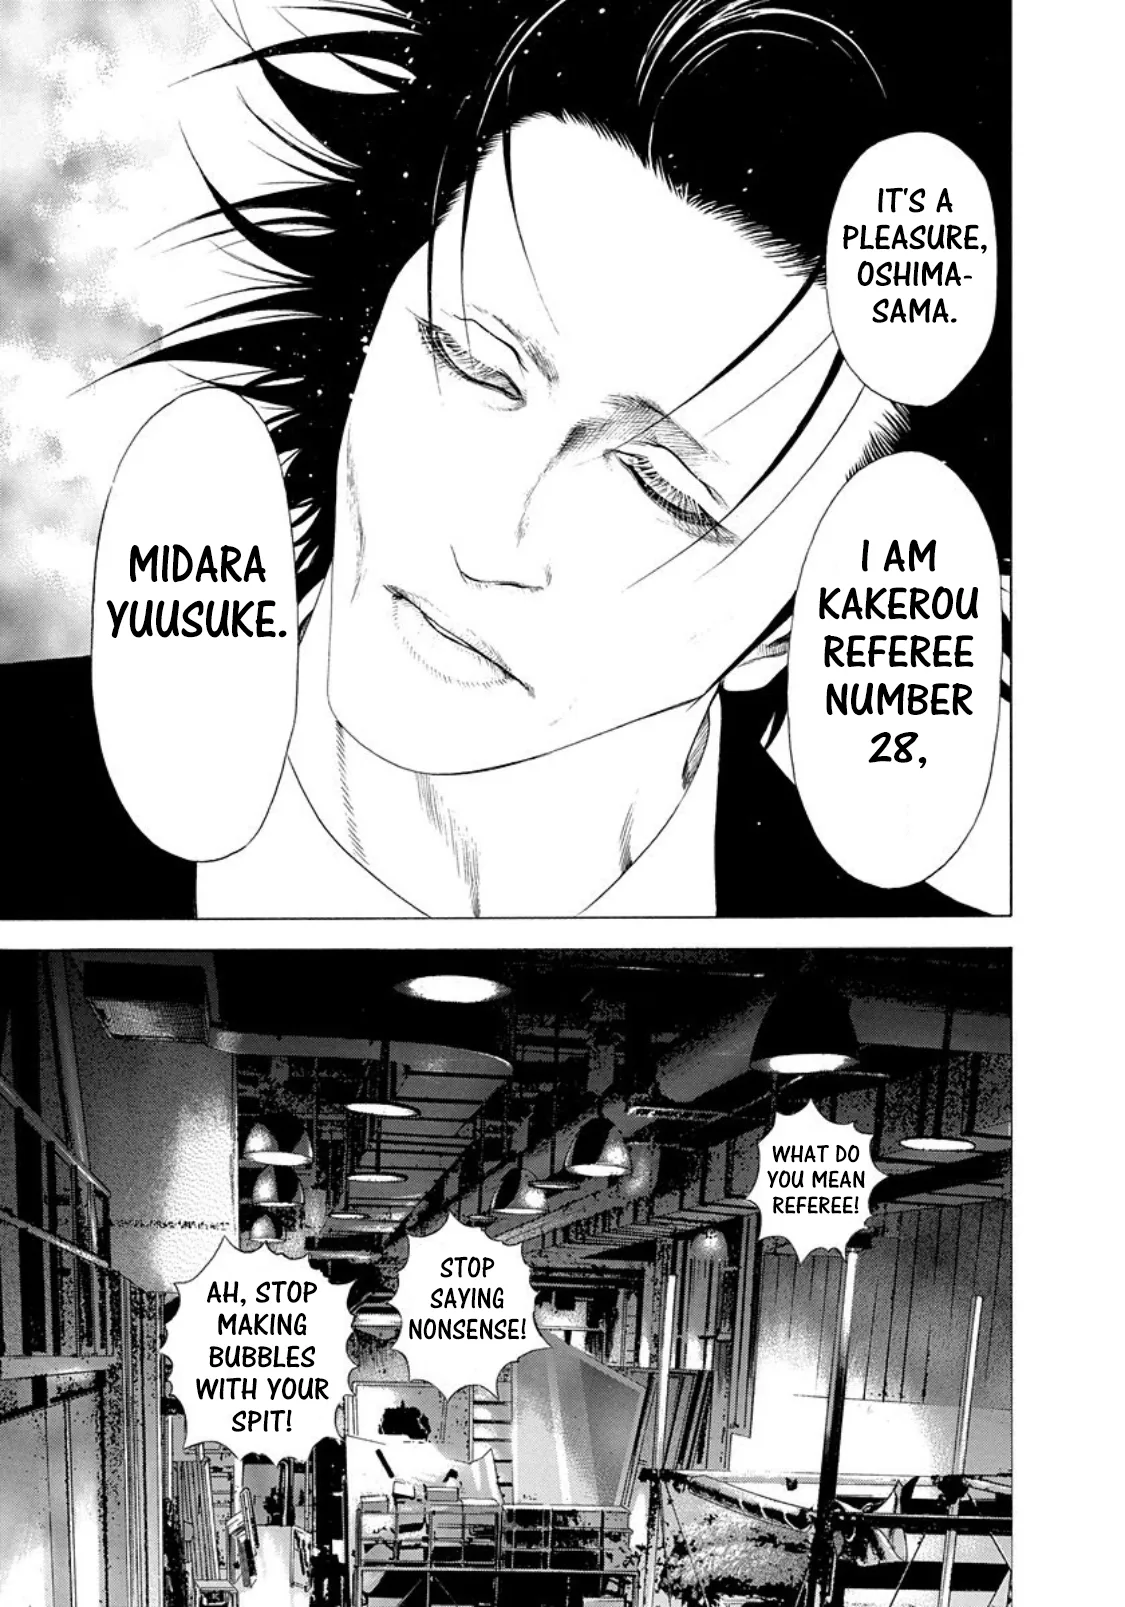 IT'S A
PLEASURE,
OSHIMA-
SAMA.
I AM
KAKEROU
REFEREE
NUMBER
28,
MIDARA
YUUSUKE.
WHAT DO
YOU MEAN
REFEREE!
STOP
SAYING
NONSENSE!
AH, STOP
MAKING
BUBBLES
WITH YOUR
SPIT!